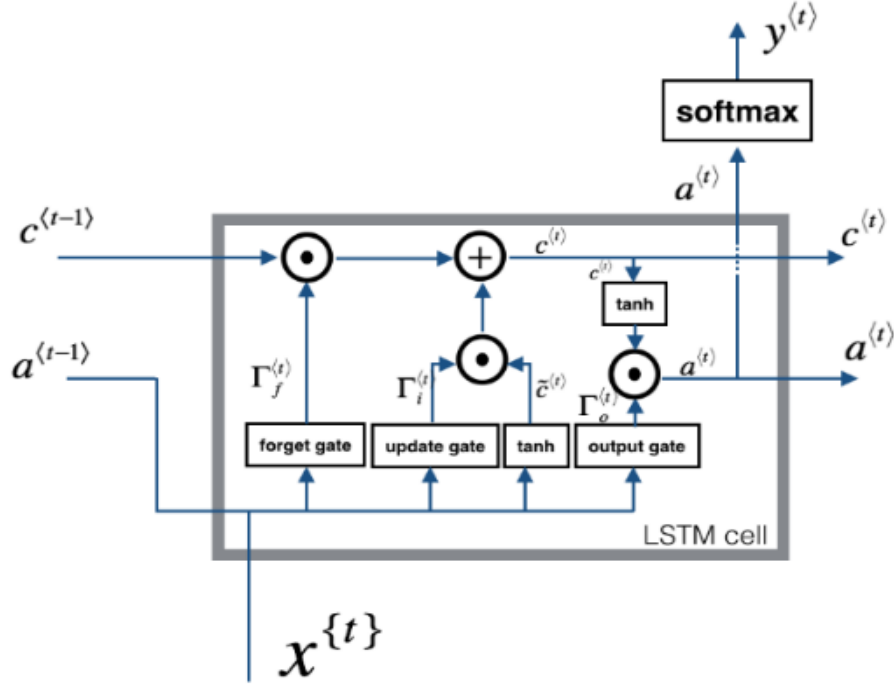 y⟨t⟩
softmax
a⟨t⟩
c⟨t−1⟩
c⟨t⟩
c⟨t⟩
c⟨t⟩
tanh
a⟨t−1⟩
Γf⟨t⟩
Γi⟨t⟩
c̃⟨t⟩
a⟨t⟩
a⟨t⟩
Γo⟨t⟩
forget gate
update gate
tanh
output gate
LSTM cell
x{t}